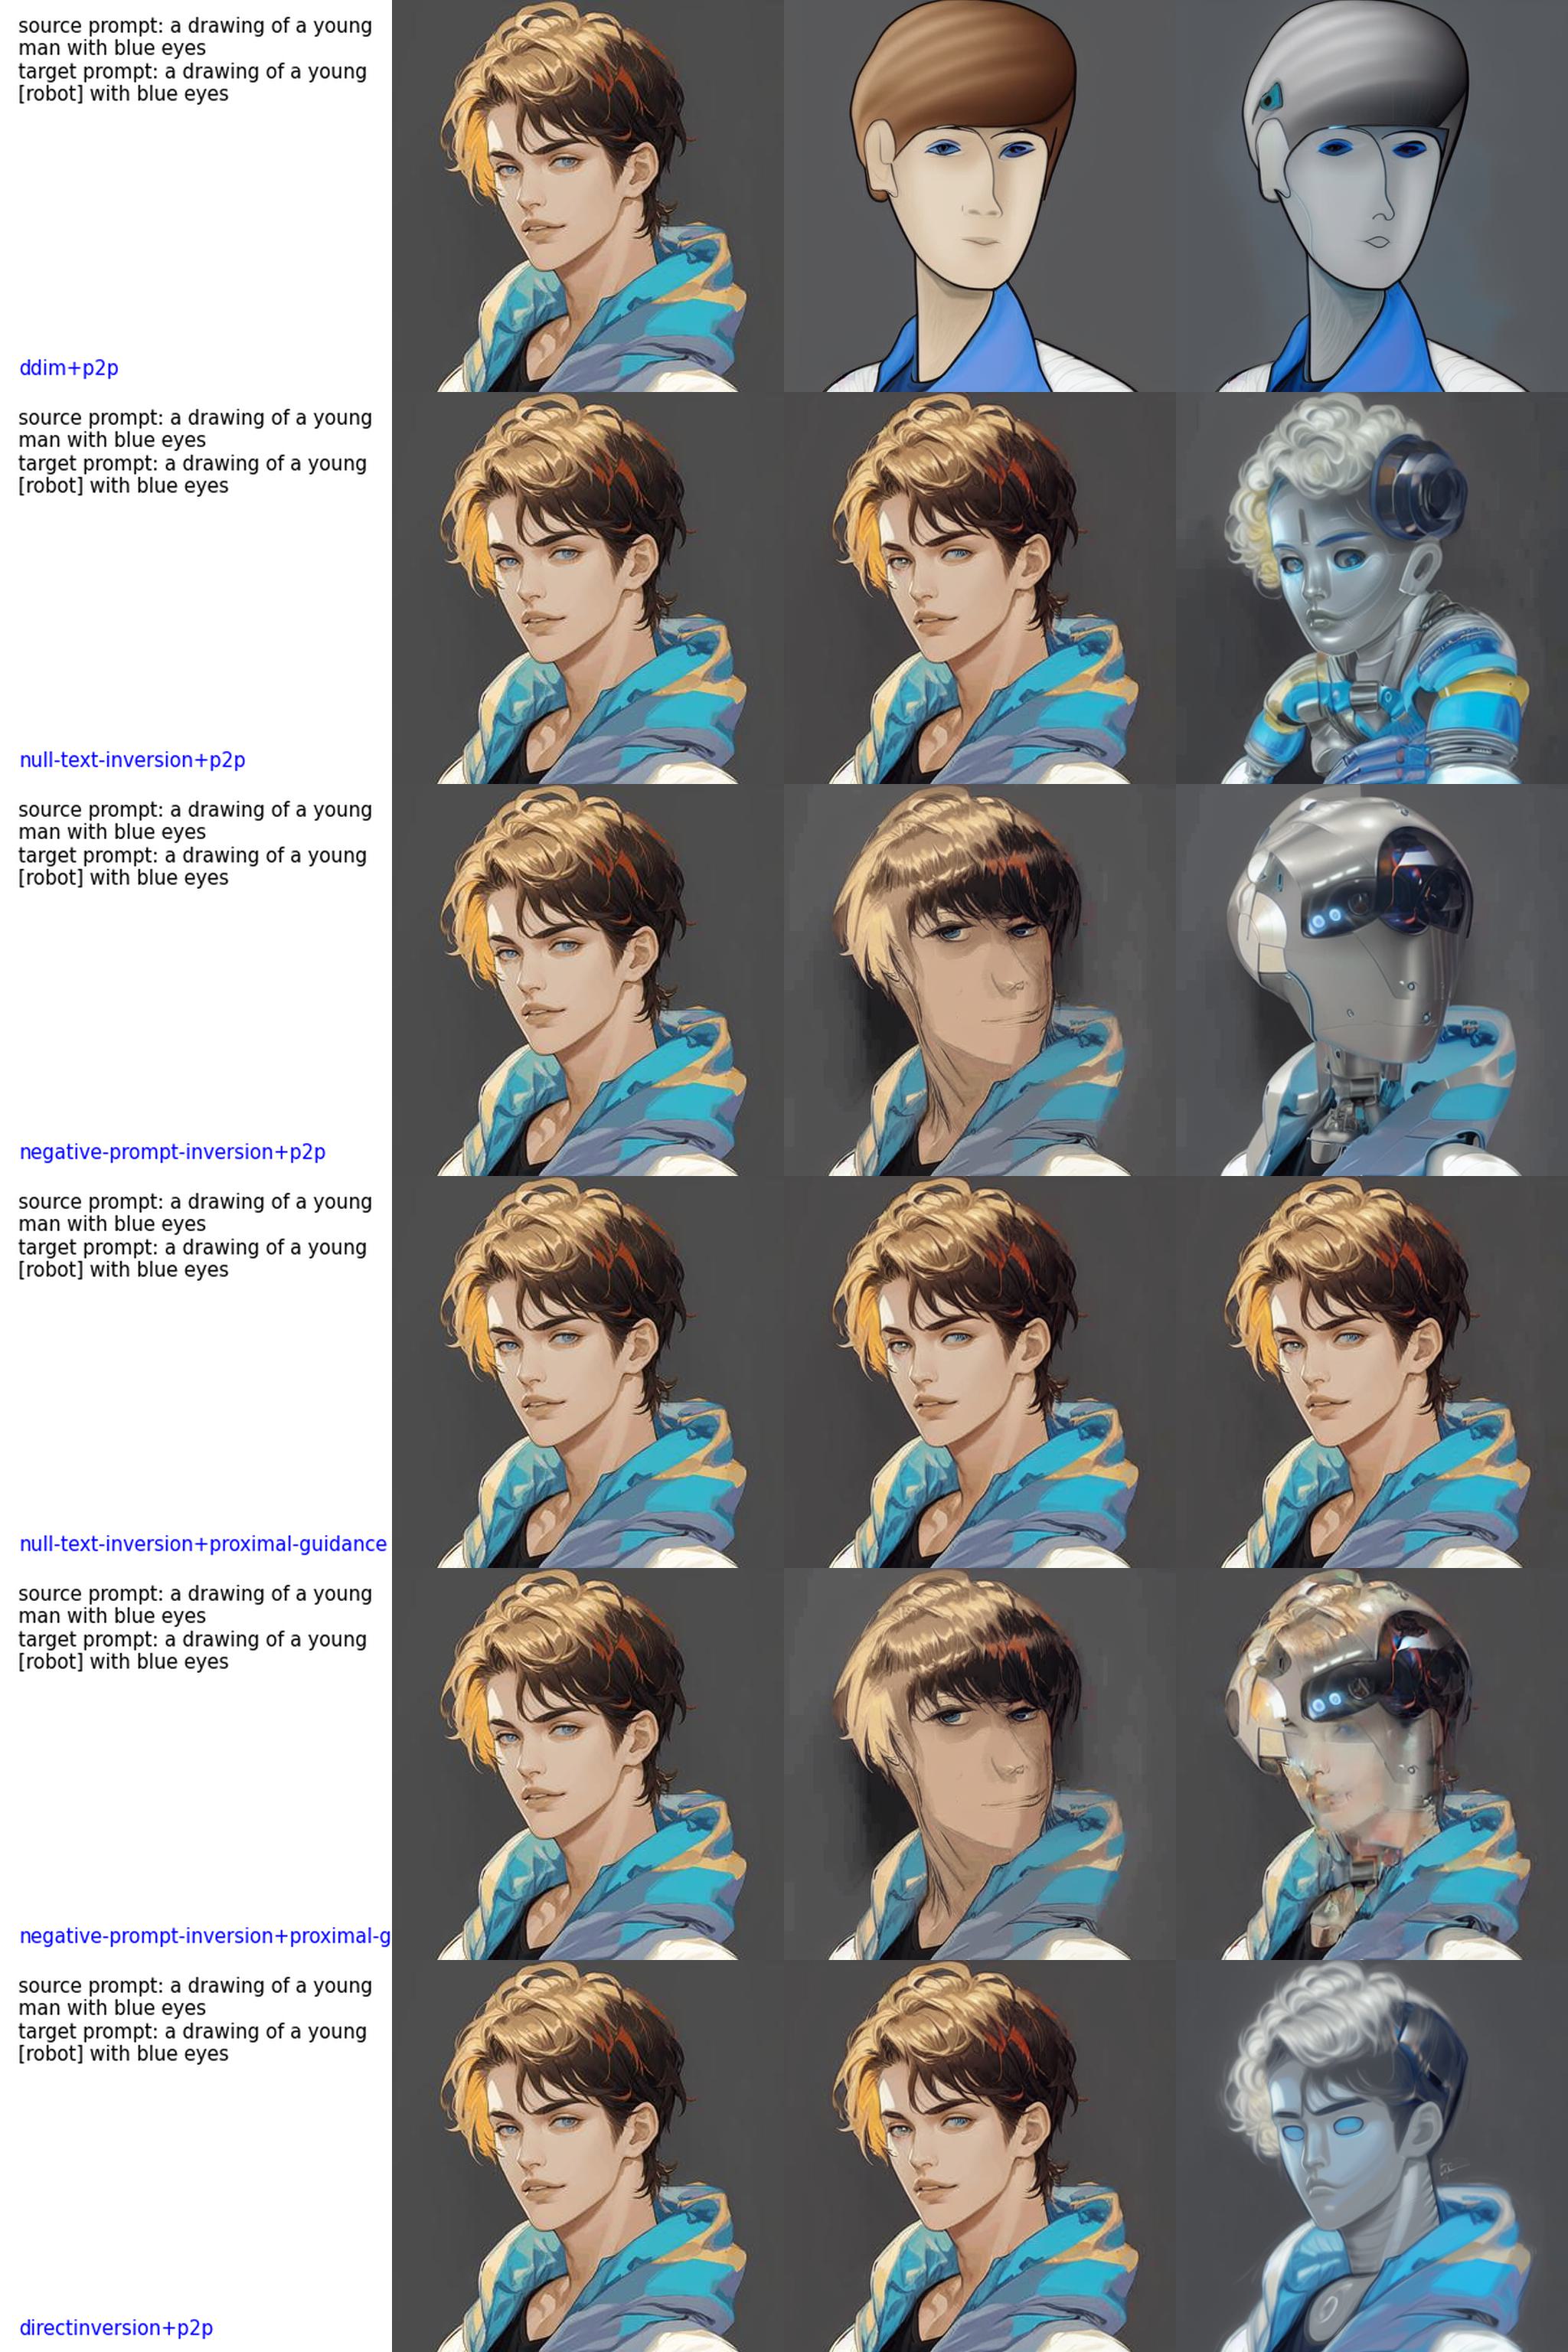 source prompt: a drawing of a young
man with blue eyes
target prompt: a drawing of a young
[robot] with blue eyes
ddim+p2p
source prompt: a drawing of a young
man with blue eyes
target prompt: a drawing of a young
[robot] with blue eyes
null-text-inversion+p2p
source prompt: a drawing of a young
man with blue eyes
target prompt: a drawing of a young
[robot] with blue eyes
negative-prompt-inversion+p2p
source prompt: a drawing of a young
man with blue eyes
target prompt: a drawing of a young
[robot] with blue eyes
null-text-inversion+proximal-guidance
source prompt: a drawing of a young
man with blue eyes
target prompt: a drawing of a young
[robot] with blue eyes
negative-prompt-inversion+proximal-g
source prompt: a drawing of a young
man with blue eyes
target prompt: a drawing of a young
[robot] with blue eyes
directinversion+p2p